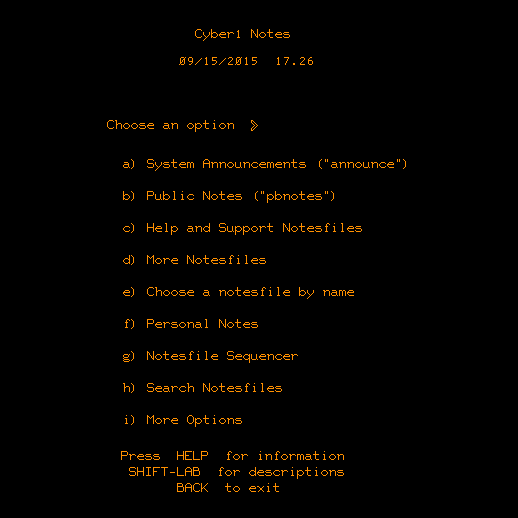 Cyber1 Notes
09/15/2015 17.26
Choose an option >
a) System Announcements ("announce")
b) Public Notes ("pbnotes")
c) Help and Support Notesfiles
d) More Notesfiles
e) Choose a notesfile by name
f) Personal Notes
g) Notesfile Sequencer
h) Search Notesfiles
i) More Options
Press HELP for information
SHIFT-LAB for descriptions
BACK to exit